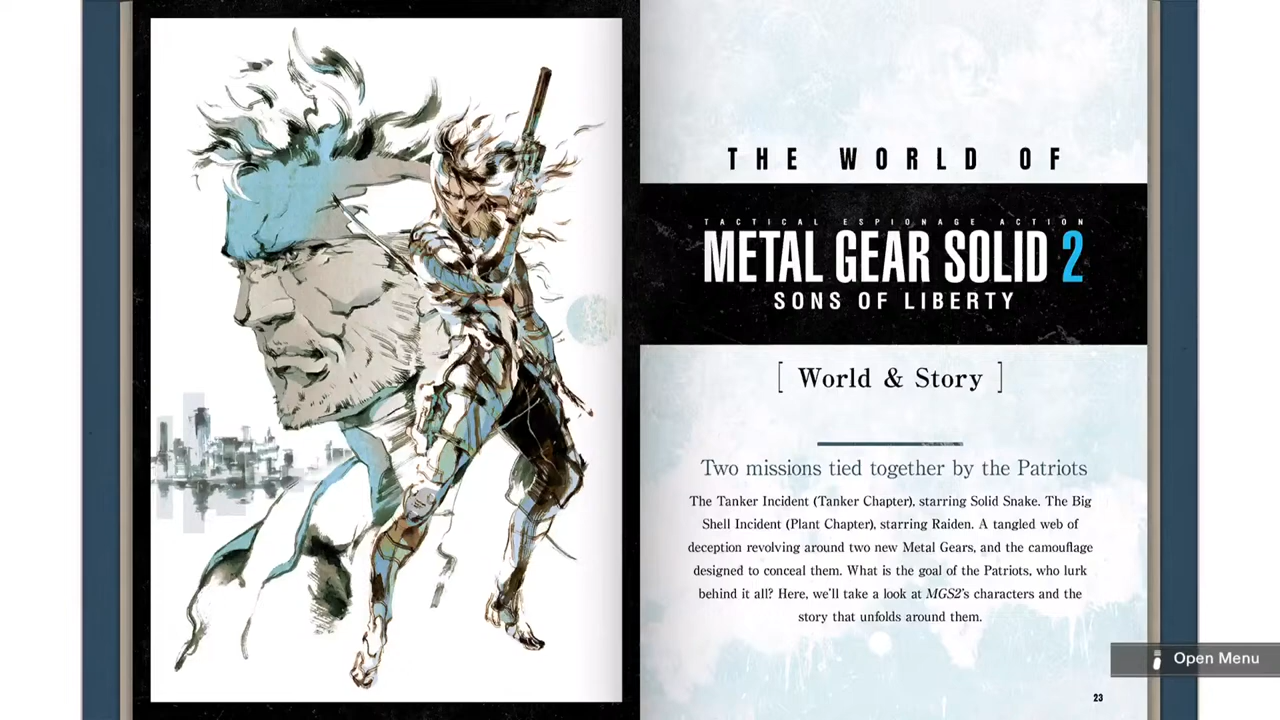 THE WORLD OF
TACTICAL ESPIONAGE ACTION
METAL GEAR SOLID 2
SONS OF LIBERTY
[ World & Story ]
Two missions tied together by the Patriots
The Tanker Incident (Tanker Chapter), starring Solid Snake. The Big
Shell Incident (Plant Chapter), starring Raiden. A tangled web of
deception revolving around two new Metal Gears, and the camouflage
designed to conceal them. What is the goal of the Patriots, who lurk
behind it all? Here, we'll take a look at MGS2's characters and the
story that unfolds around them.
Open Menu
23